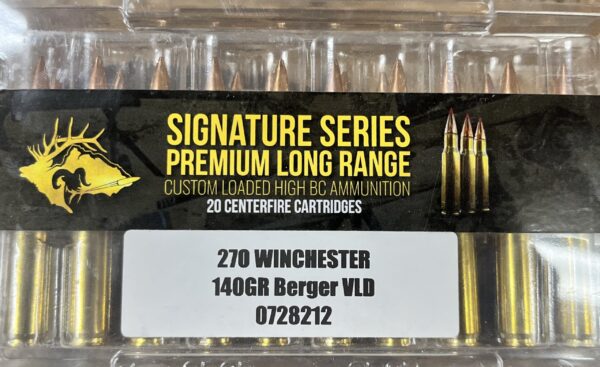 SIGNATURE SERIES
PREMIUM LONG RANGE
CUSTOM LOADED HIGH BC AMMUNITION
20 CENTERFIRE CARTRIDGES
270 WINCHESTER
140GR Berger VLD
0728212